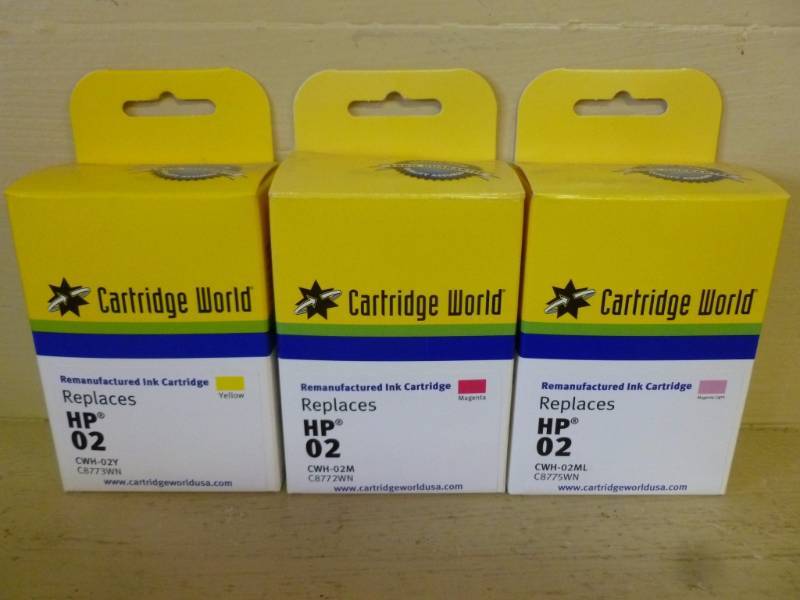 Cartridge World
Remanufactured Ink Cartridge
Yellow
Replaces
HP®
02
CWH-02Y
C8773WN
www.cartridgeworldusa.com
Cartridge World
Remanufactured Ink Cartridge
Magenta
Replaces
HP®
02
CWH-02M
C8772WN
www.cartridgeworldusa.com
Cartridge World
Remanufactured Ink Cartridge
Magenta Light
Replaces
HP®
02
CWH-02ML
C8775WN
www.cartridgeworldusa.com